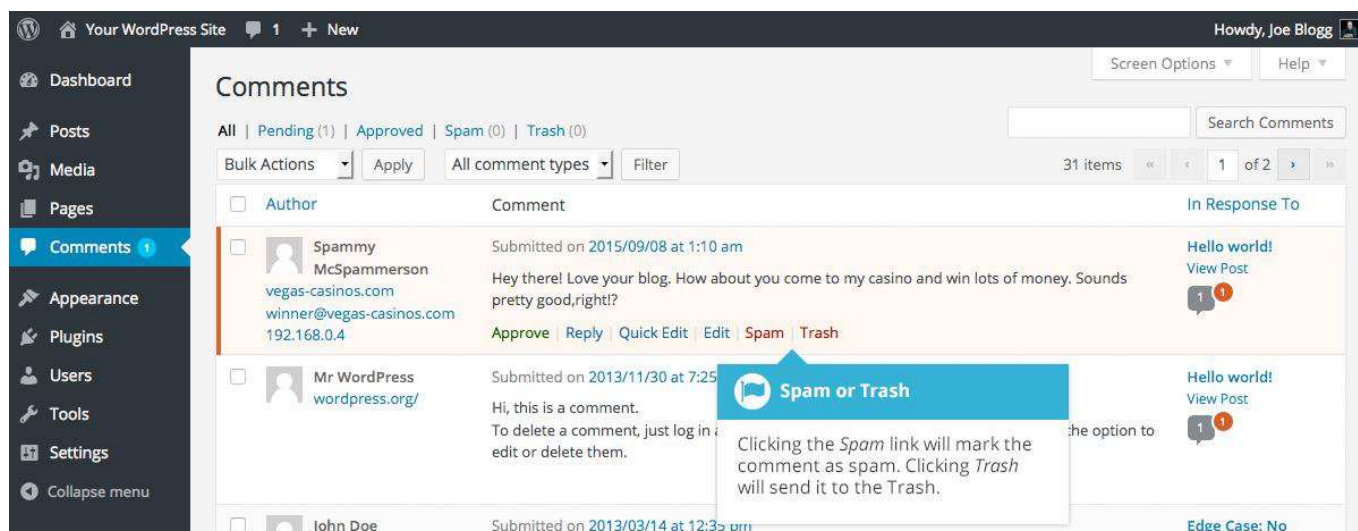 Your WordPress Site 1 + New Howdy, Joe Blogg
Screen Options Help
Dashboard
Posts
Media
Pages
Comments 1
Appearance
Plugins
Users
Tools
Settings
Collapse menu
Comments
All | Pending (1) | Approved | Spam (0) | Trash (0)
Search Comments
Bulk Actions Apply All comment types Filter 31 items « ‹ 1 of 2 › »
Author Comment In Response To
Spammy
McSpammerson
vegas-casinos.com
winner@vegas-casinos.com
192.168.0.4
Submitted on 2015/09/08 at 1:10 am
Hey there! Love your blog. How about you come to my casino and win lots of money. Sounds
pretty good,right!?
Approve | Reply | Quick Edit | Edit | Spam | Trash
Hello world!
View Post
1 1
Mr WordPress
wordpress.org/
Submitted on 2013/11/30 at 7:25
Hi, this is a comment.
To delete a comment, just log in the option to
edit or delete them.
Hello world!
View Post
1 1
Spam or Trash
Clicking the Spam link will mark the
comment as spam. Clicking Trash
will send it to the Trash.
John Doe
Submitted on 2013/03/14 at 12:35 pm
Edge Case: No